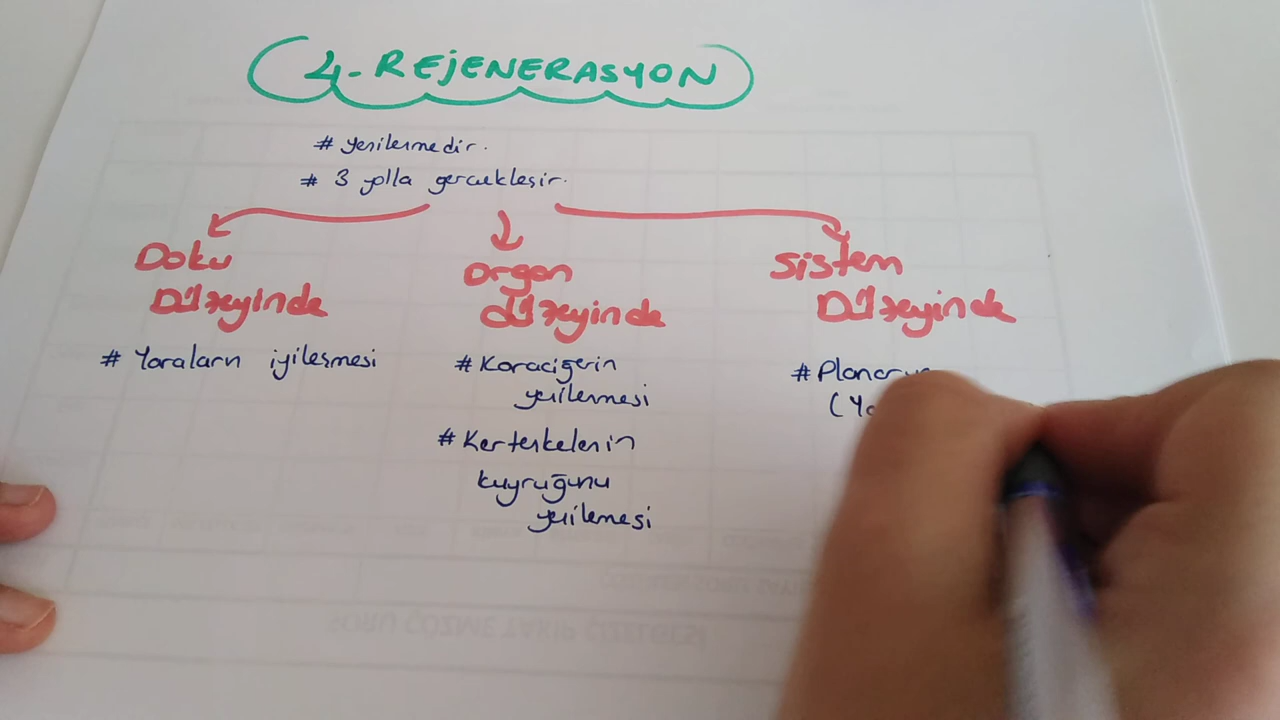 4-REJENERASYON
# yenilenmedir.
# 3 yolla gerçekleşir.
Doku
Düzeyinde
Organ
düzeyinde
Sistem
Düzeyinde
# Yaraların iyileşmesi
# Karaciğerin
yenilenmesi
# Kertenkelenin
kuyruğunu
yenilemesi